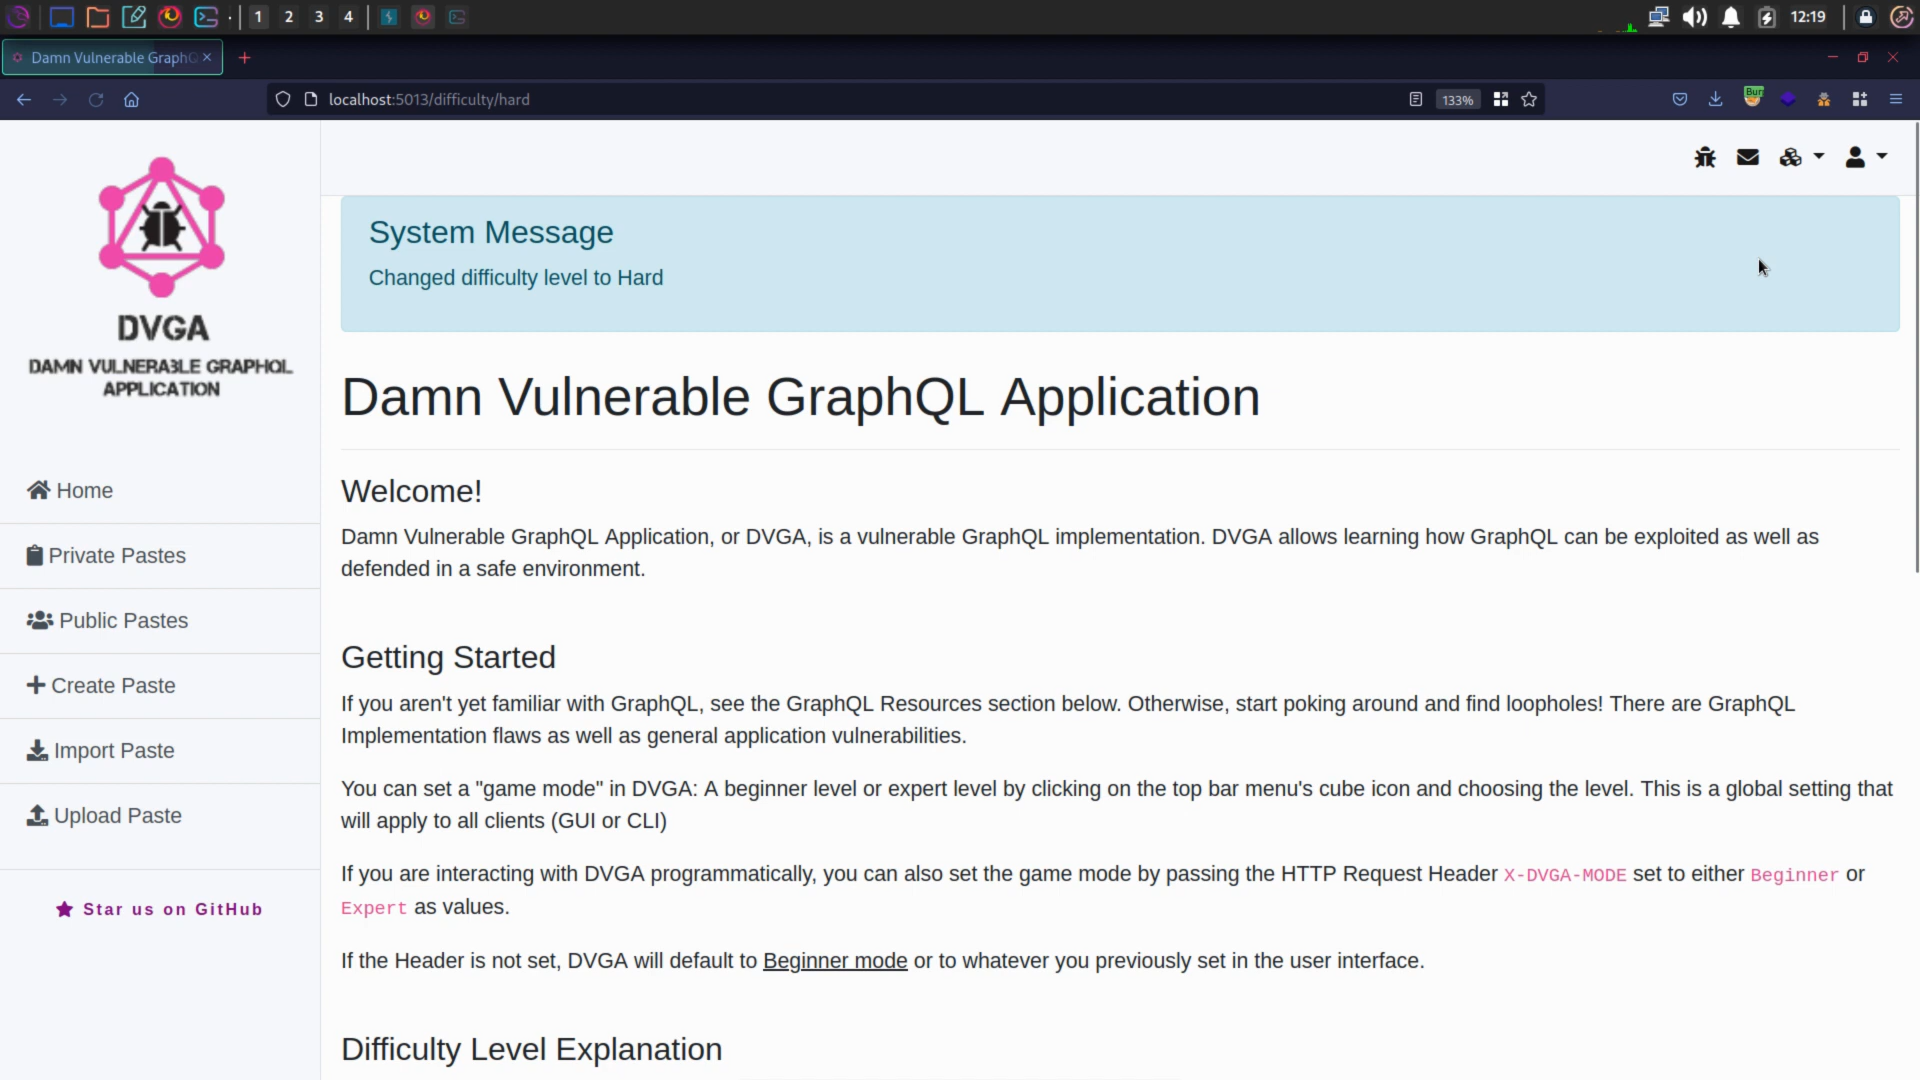 1 2 3 4 12:19
Damn Vulnerable GraphQ
localhost:5013/difficulty/hard 133% Bur
DVGA
DAMN VULNERABLE GRAPHQL
APPLICATION
Home
Private Pastes
Public Pastes
Create Paste
Import Paste
Upload Paste
Star us on GitHub
System Message
Changed difficulty level to Hard
Damn Vulnerable GraphQL Application
Welcome!
Damn Vulnerable GraphQL Application, or DVGA, is a vulnerable GraphQL implementation. DVGA allows learning how GraphQL can be exploited as well as
defended in a safe environment.
Getting Started
If you aren't yet familiar with GraphQL, see the GraphQL Resources section below. Otherwise, start poking around and find loopholes! There are GraphQL
Implementation flaws as well as general application vulnerabilities.
You can set a "game mode" in DVGA: A beginner level or expert level by clicking on the top bar menu's cube icon and choosing the level. This is a global setting that
will apply to all clients (GUI or CLI)
If you are interacting with DVGA programmatically, you can also set the game mode by passing the HTTP Request Header X-DVGA-MODE set to either Beginner or
Expert as values.
If the Header is not set, DVGA will default to Beginner mode or to whatever you previously set in the user interface.
Difficulty Level Explanation